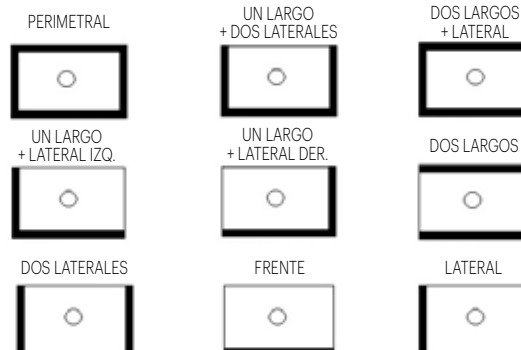 PERIMETRAL
UN LARGO
+ DOS LATERALES
DOS LARGOS
+ LATERAL
UN LARGO
+ LATERAL IZQ.
UN LARGO
+ LATERAL DER.
DOS LARGOS
DOS LATERALES
FRENTE
LATERAL